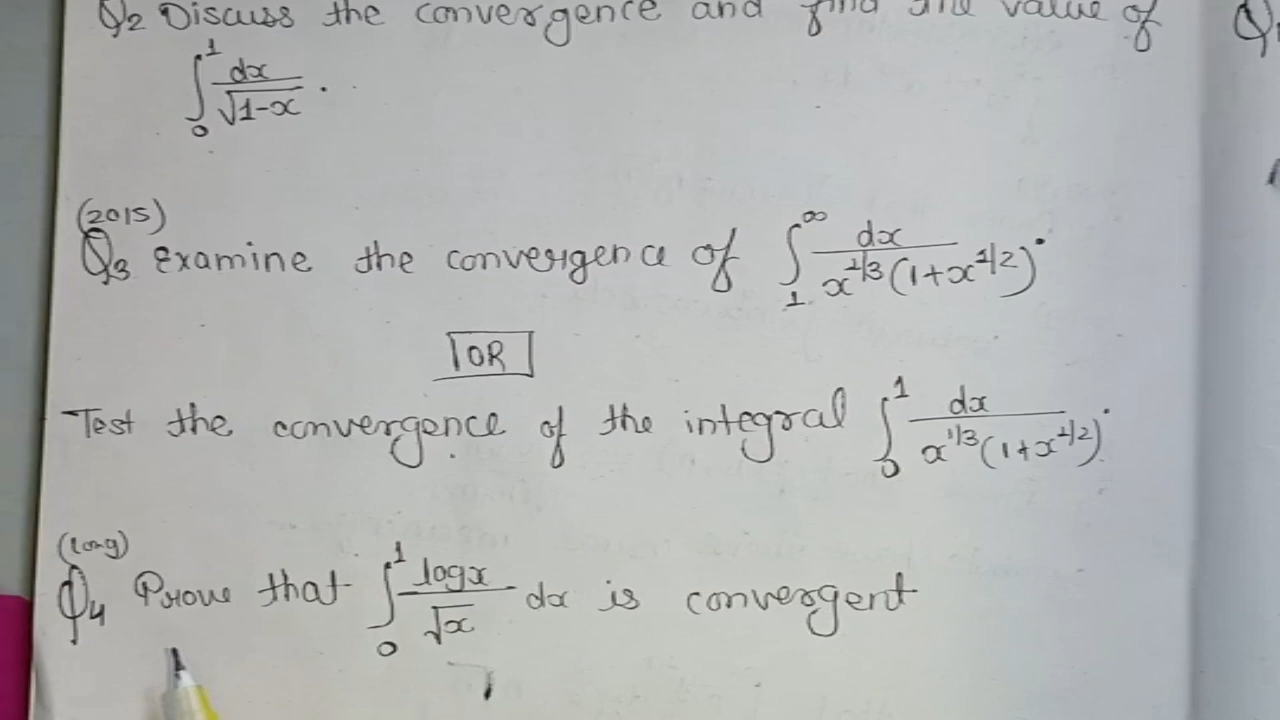 Q2 Discuss the convergence and find the value of
∫₀¹ dx/√(1-x) .
(2015)
Q3 Examine the convergence of ∫₁^∞ dx/(x^{1/3}(1+x^{1/2})).
OR
Test the convergence of the integral ∫₀¹ dx/(x^{1/3}(1+x^{1/2})).
(long)
Q4 Prove that ∫₀¹ logx/√x dx is convergent